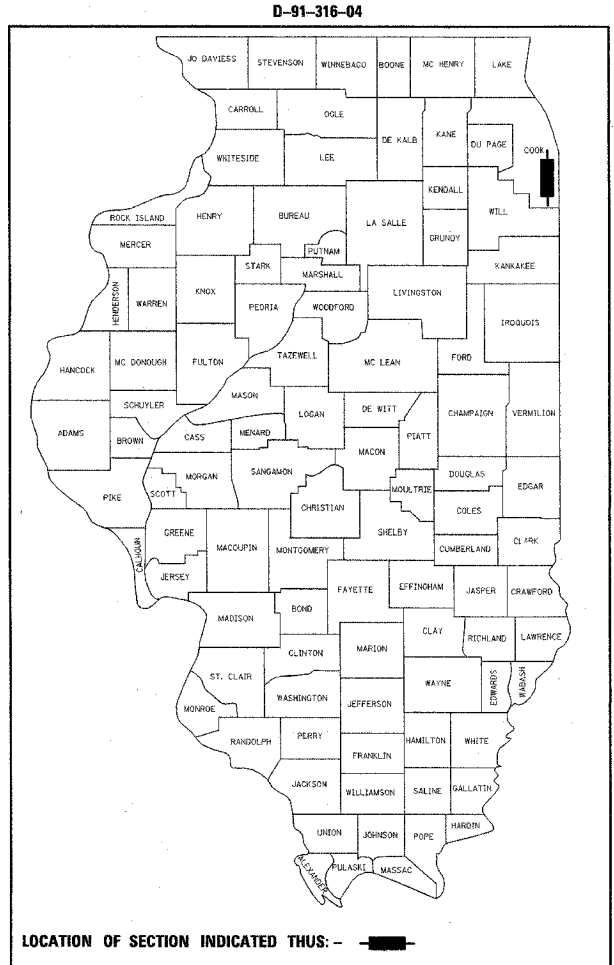 D-91-316-04
JO DAVIESS STEVENSON WINNEBAGO BOONE MC HENRY LAKE
CARROLL OGLE DE KALB KANE DU PAGE COOK
WHITESIDE LEE KENDALL WILL
ROCK ISLAND HENRY BUREAU LA SALLE GRUNDY
MERCER PUTNAM KANKAKEE
STARK MARSHALL
HENDERSON WARREN KNOX PEORIA WOODFORD LIVINGSTON IROQUOIS
HANCOCK MC DONOUGH FULTON TAZEWELL MC LEAN FORD
SCHUYLER MASON LOGAN DE WITT CHAMPAIGN VERMILION
ADAMS BROWN CASS MENARD MACON PIATT
PIKE SCOTT MORGAN SANGAMON CHRISTIAN MOULTRIE DOUGLAS EDGAR
COLES
CALHOUN GREENE MACOUPIN MONTGOMERY SHELBY CUMBERLAND CLARK
JERSEY FAYETTE EFFINGHAM JASPER CRAWFORD
MADISON BOND CLAY RICHLAND LAWRENCE
CLINTON MARION
ST. CLAIR WAYNE EDWARDS WABASH
MONROE WASHINGTON JEFFERSON
RANDOLPH PERRY HAMILTON WHITE
FRANKLIN
JACKSON WILLIAMSON SALINE GALLATIN
UNION JOHNSON POPE HARDIN
ALEXANDER PULASKI MASSAC
LOCATION OF SECTION INDICATED THUS: -